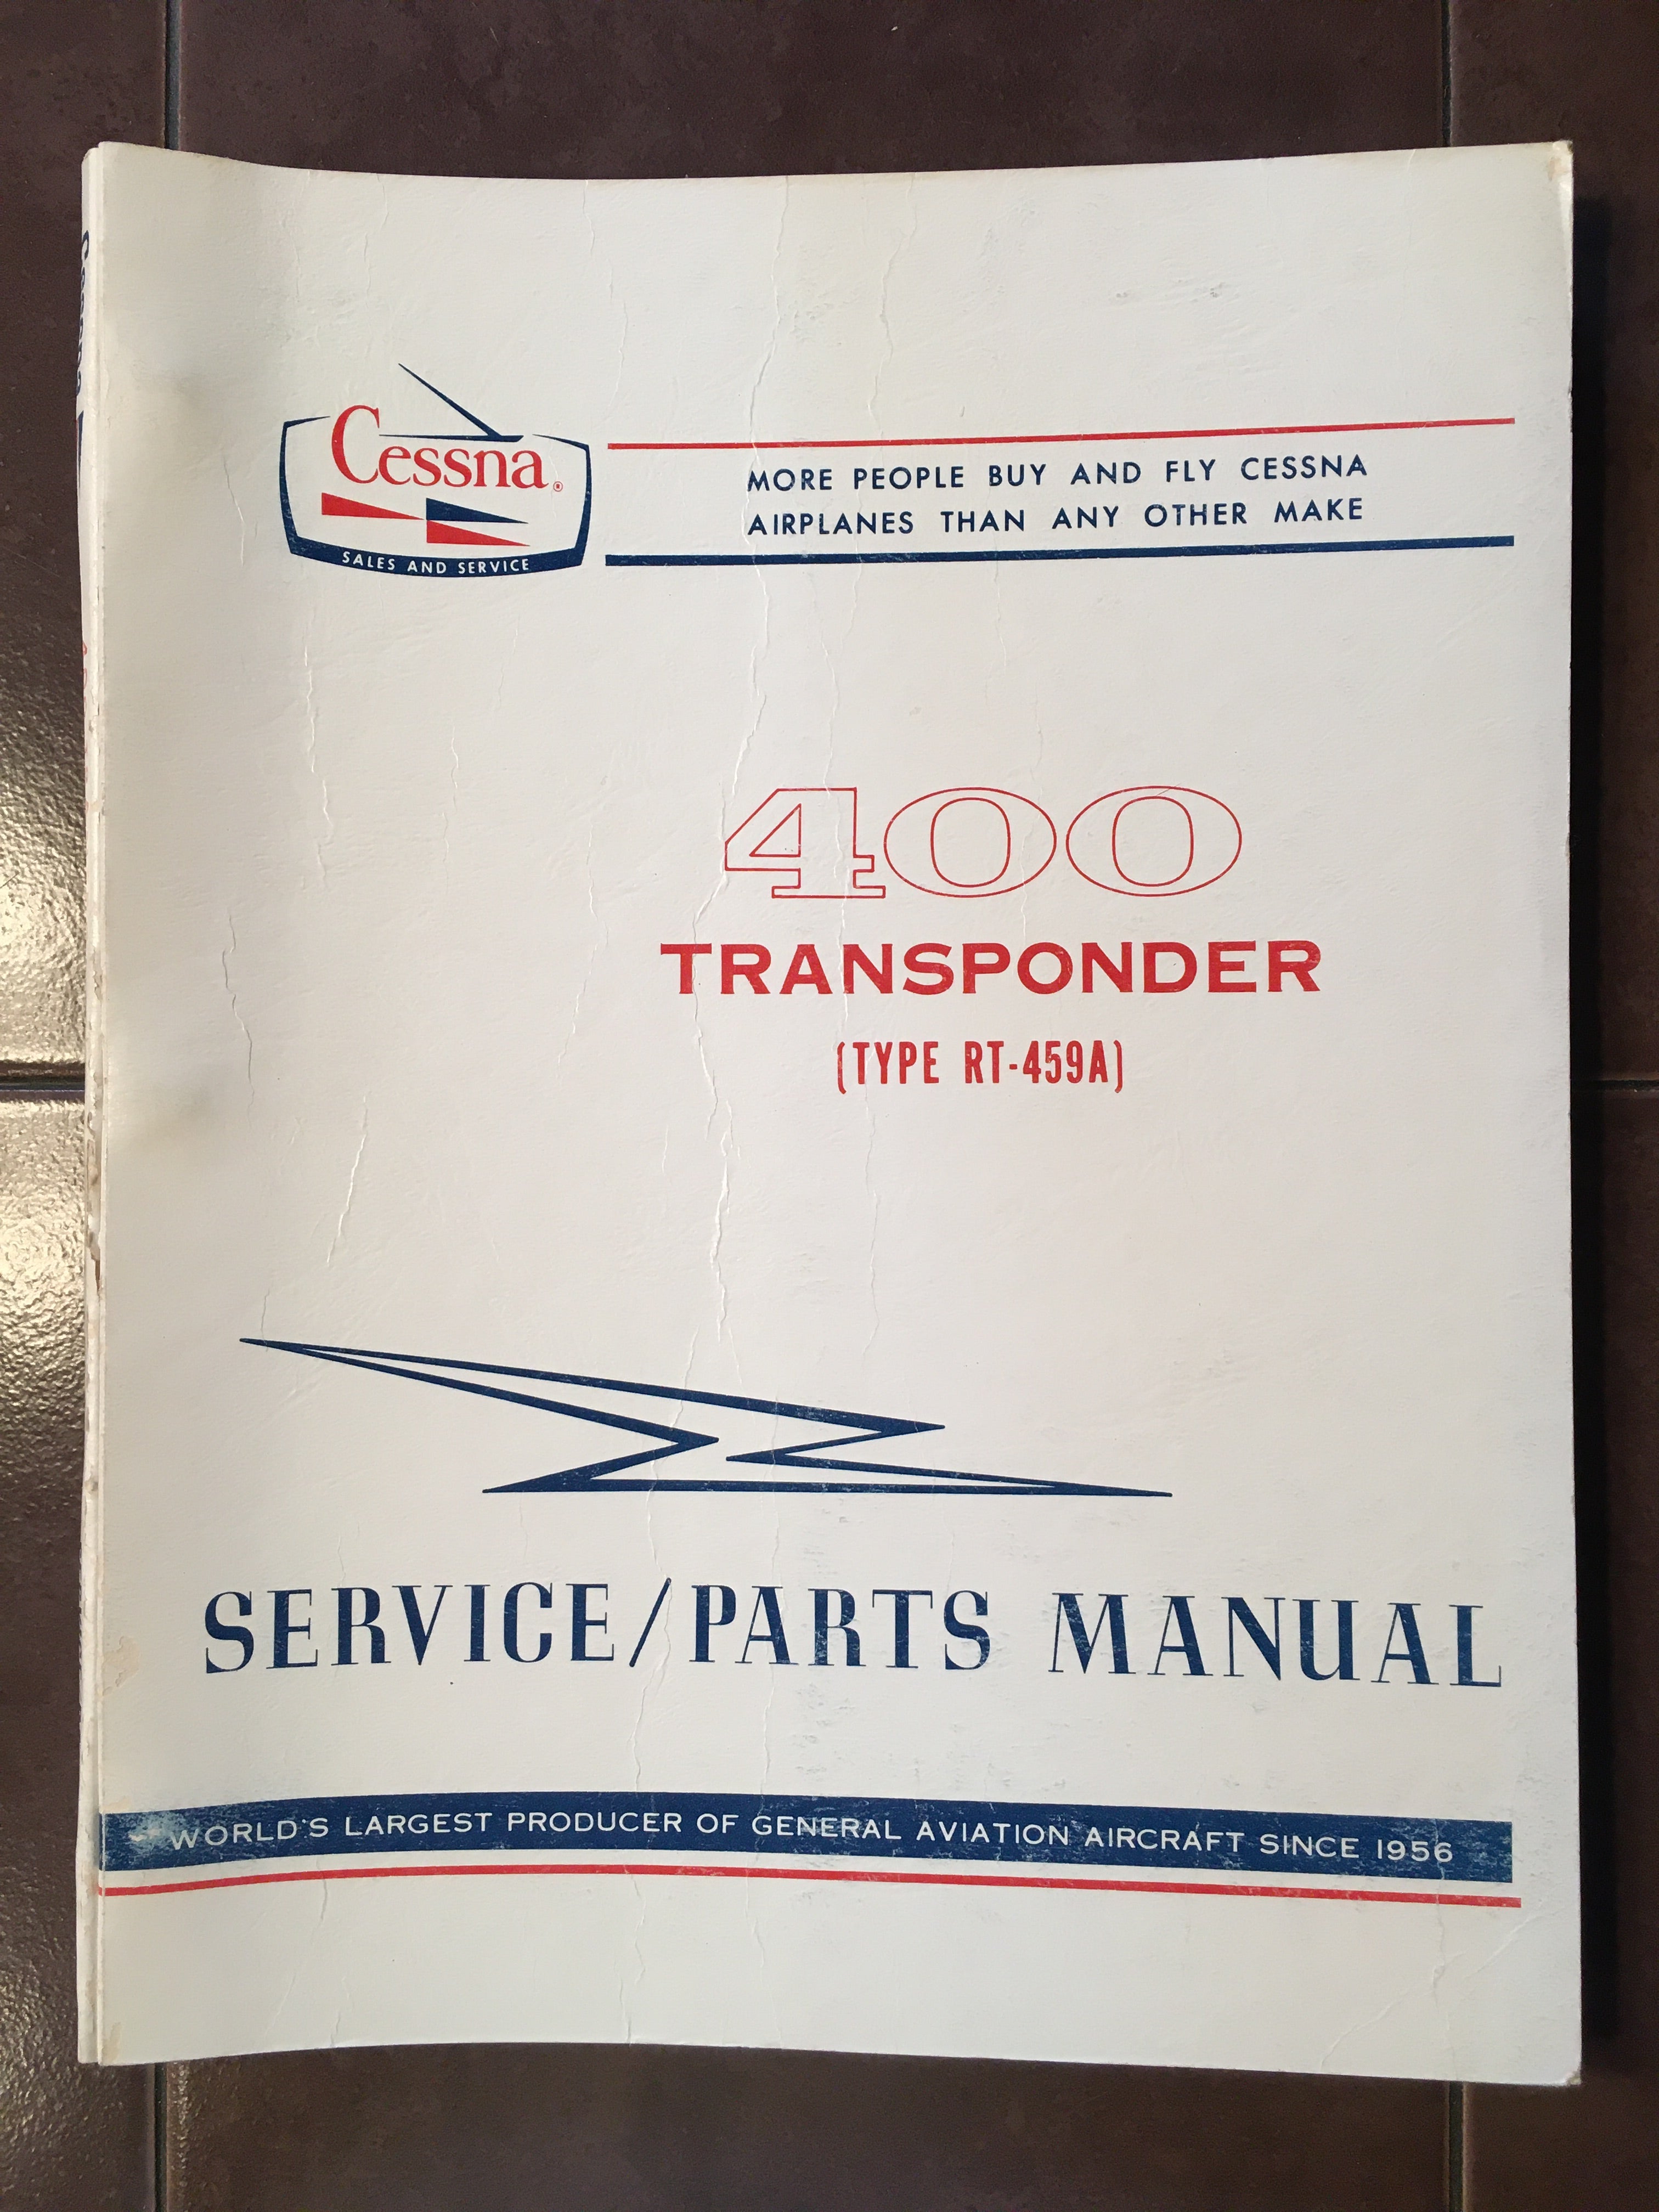 Cessna®
SALES AND SERVICE
MORE PEOPLE BUY AND FLY CESSNA
AIRPLANES THAN ANY OTHER MAKE
400
TRANSPONDER
(TYPE RT-459A)
SERVICE/PARTS MANUAL
WORLD'S LARGEST PRODUCER OF GENERAL AVIATION AIRCRAFT SINCE 1956